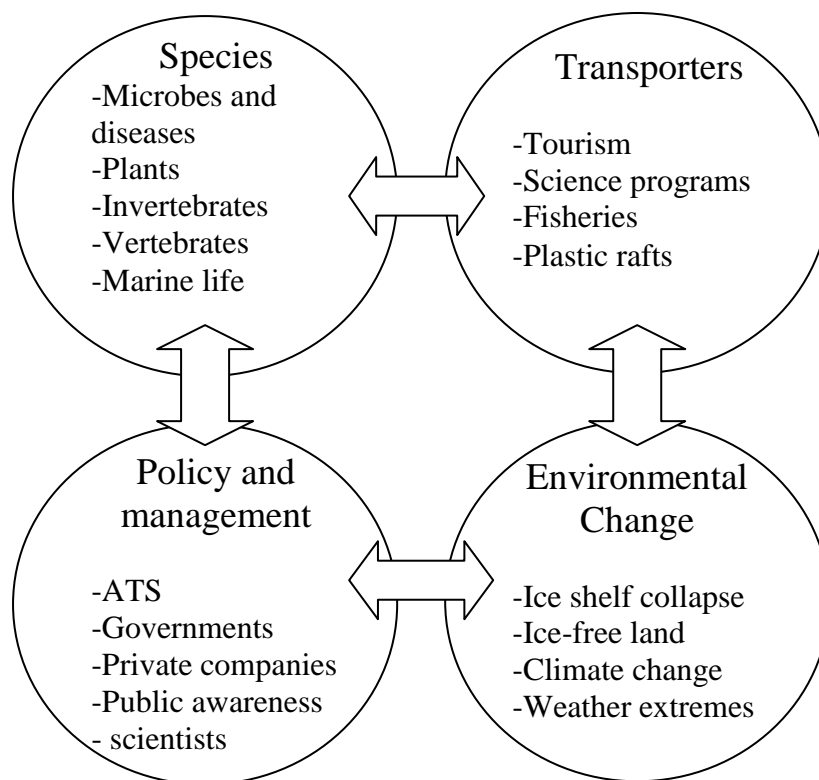 Species
-Microbes and
diseases
-Plants
-Invertebrates
-Vertebrates
-Marine life
Transporters
-Tourism
-Science programs
-Fisheries
-Plastic rafts
Policy and
management
-ATS
-Governments
-Private companies
-Public awareness
- scientists
Environmental
Change
-Ice shelf collapse
-Ice-free land
-Climate change
-Weather extremes